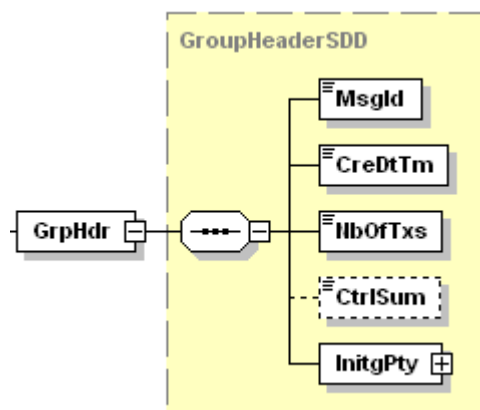 GroupHeaderSDD
MsgId
CreDtTm
GrpHdr
NbOfTxs
CtrlSum
InitgPty